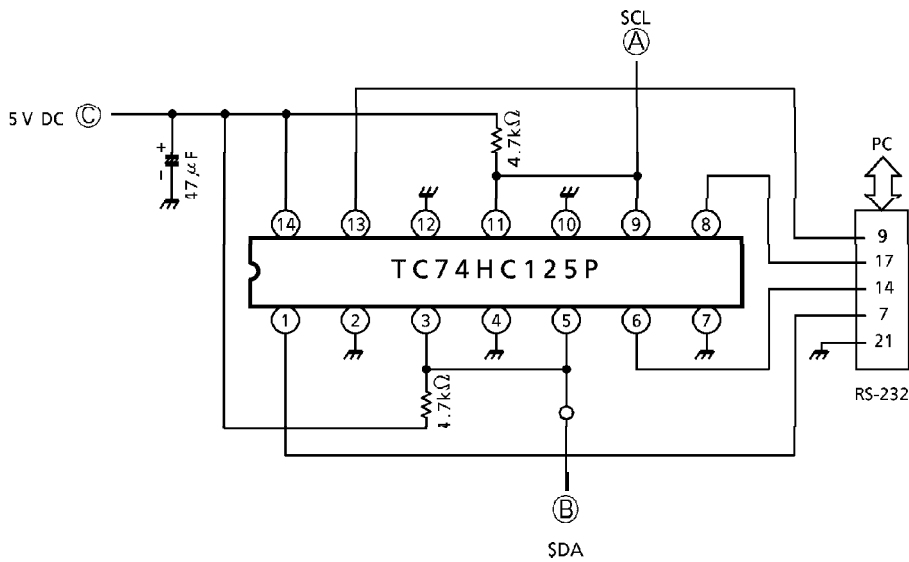 SCL
Ⓐ
5 V DC Ⓒ
+
−
47 μF
4.7kΩ
PC
14 13 12 11 10 9 8
TC74HC125P
1 2 3 4 5 6 7
9
17
14
7
21
RS-232
4.7kΩ
Ⓑ
SDA